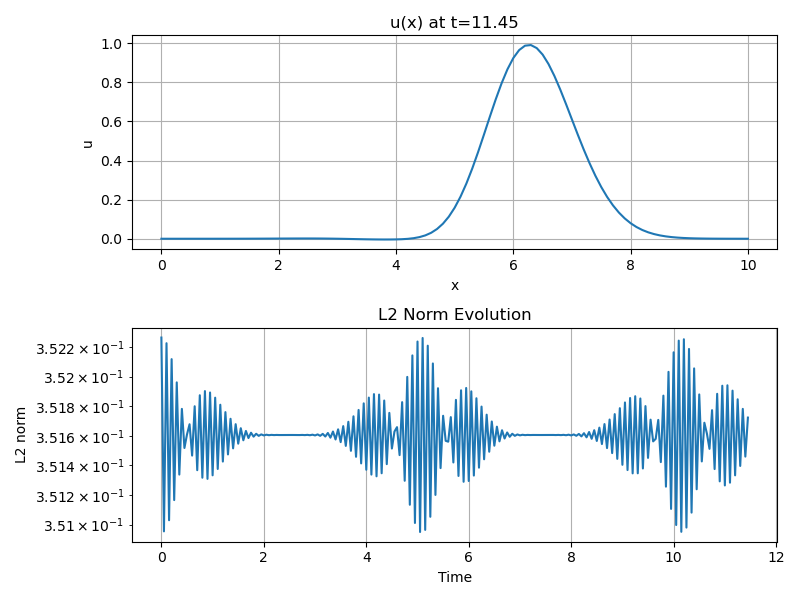 u(x) at t=11.45
1.0
0.8
0.6
0.4
0.2
0.0
u
0 2 4 6 8 10
x
L2 Norm Evolution
3.522 × 10⁻¹
3.52 × 10⁻¹
3.518 × 10⁻¹
3.516 × 10⁻¹
3.514 × 10⁻¹
3.512 × 10⁻¹
3.51 × 10⁻¹
L2 norm
0 2 4 6 8 10 12
Time